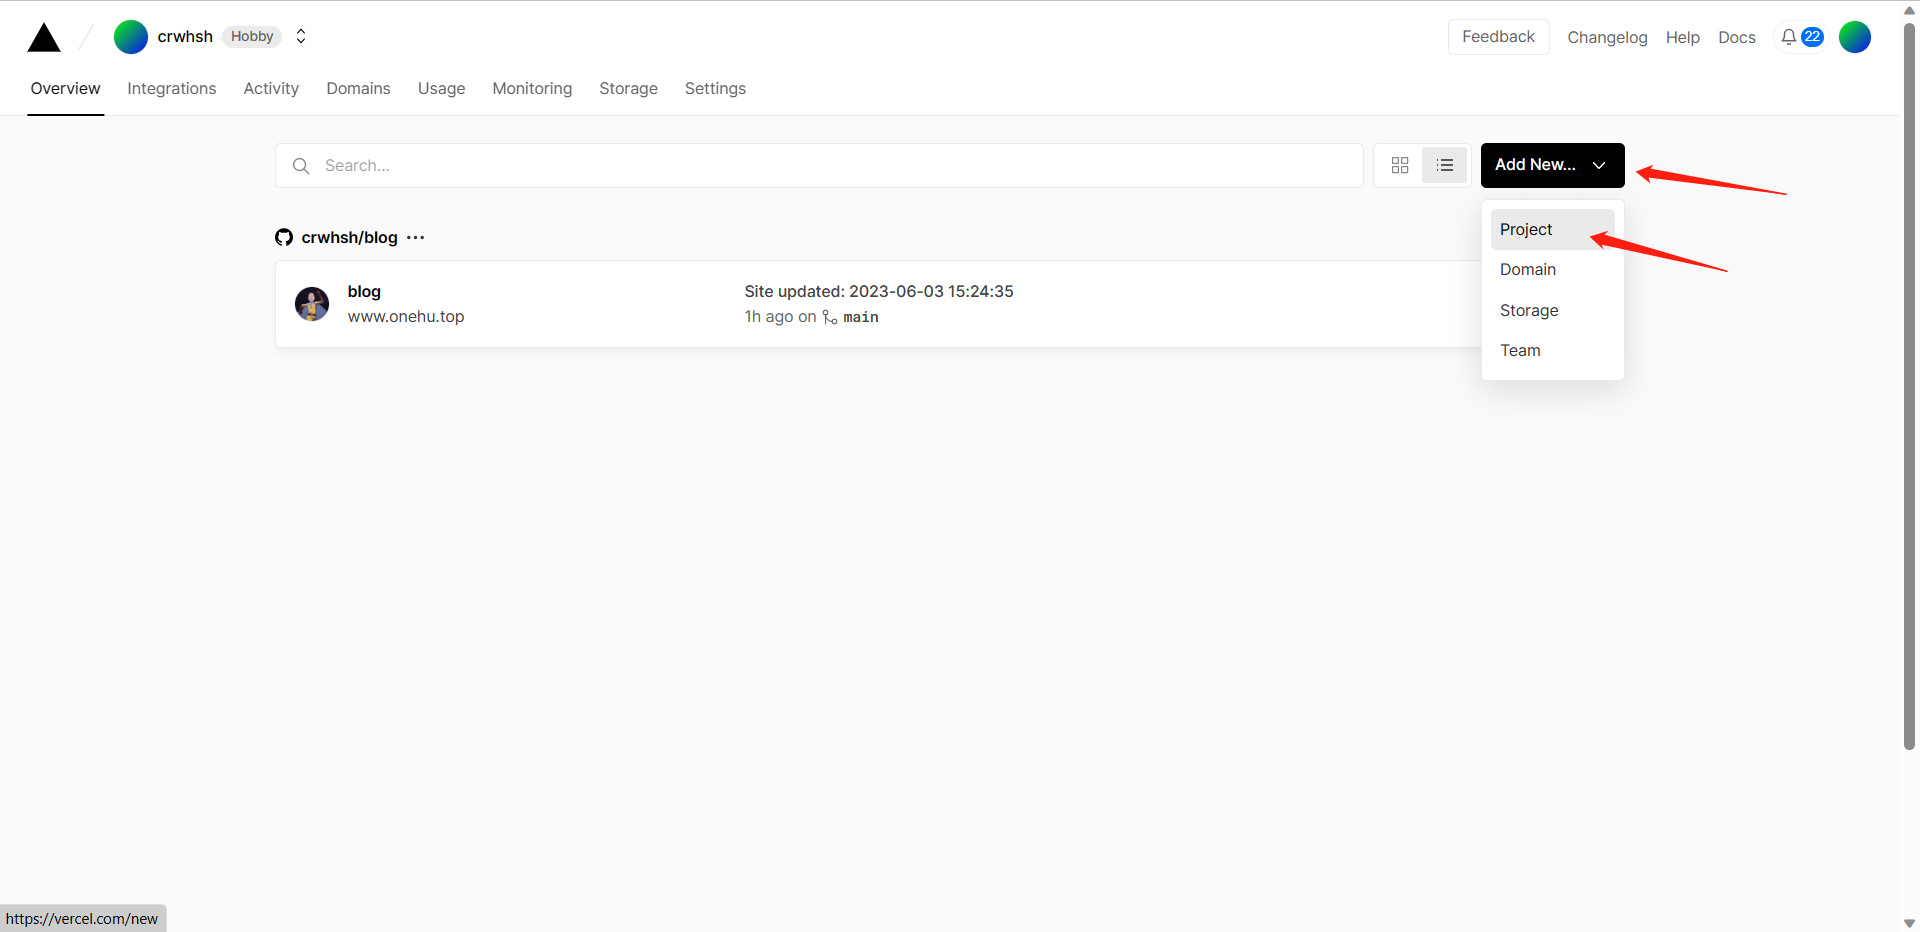 crwhsh Hobby
Feedback Changelog Help Docs 22
Overview Integrations Activity Domains Usage Monitoring Storage Settings
Search...
Add New...
Project
Domain
Storage
Team
crwhsh/blog
blog
www.onehu.top
Site updated: 2023-06-03 15:24:35
1h ago on main
https://vercel.com/new